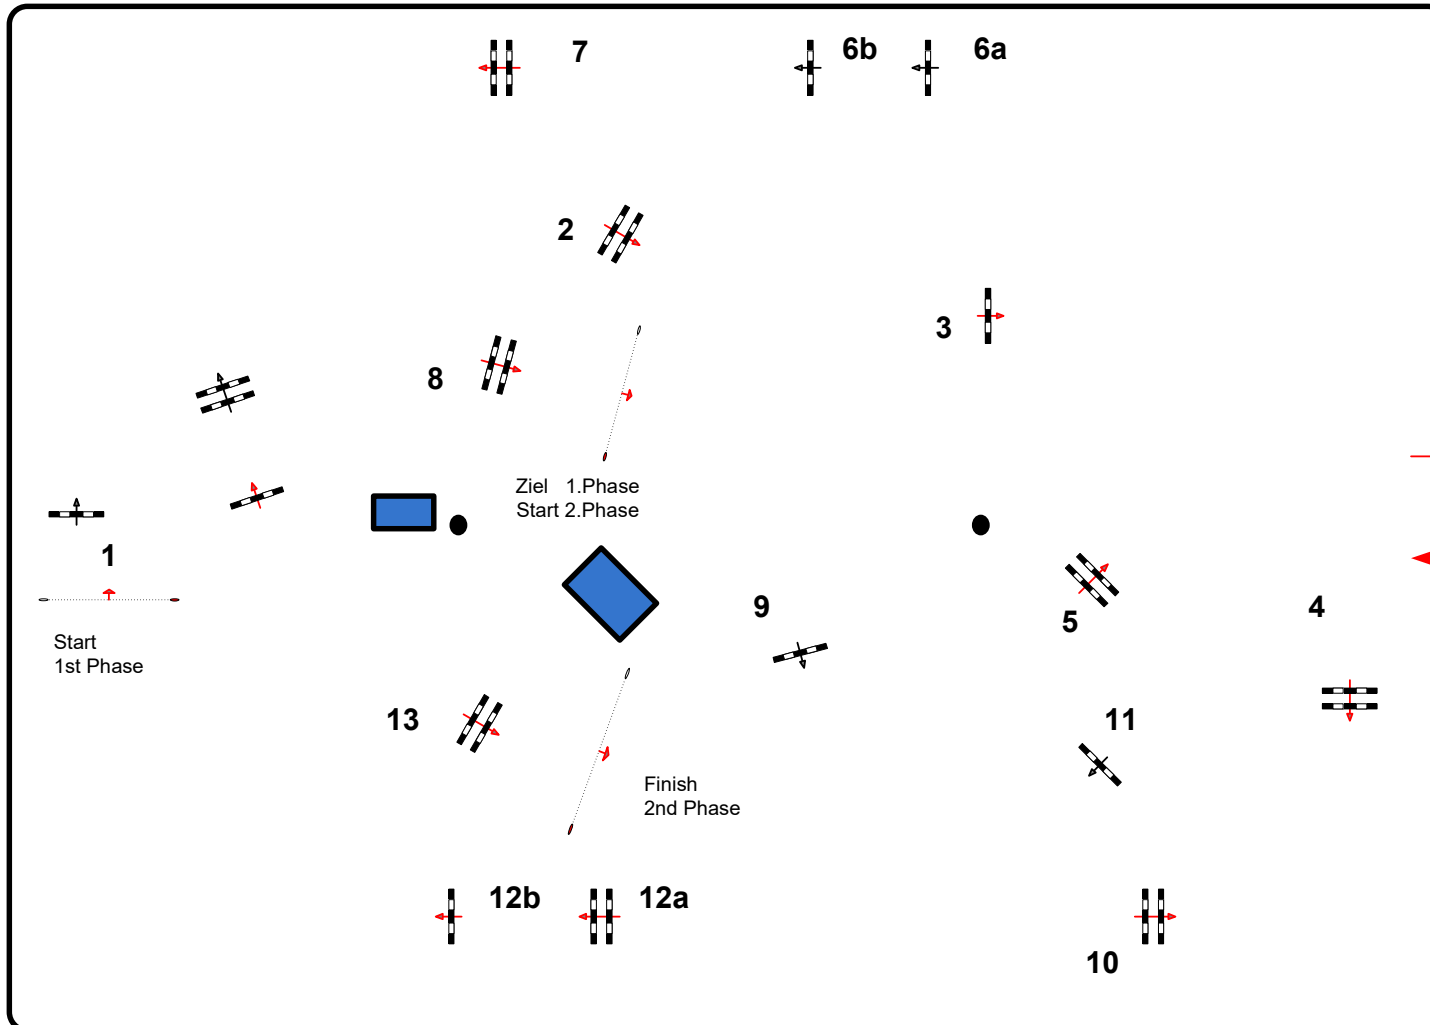 7
6b
6a
2
3
8
Ziel 1.Phase
Start 2.Phase
1
9
5
4
Start
1st Phase
13
11
Finish
2nd Phase
12b
12a
10